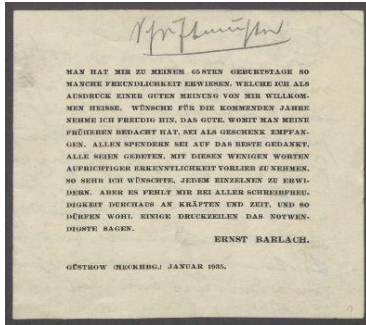 Schriftmuster
MAN HAT MIR ZU MEINER 65 STEN GEBURTSTAGE SO
MANCHE FREUNDLICHKEIT ERWIESEN, WELCHE ICH ALS
AUSDRUCK EINER GUTEN MEINUNG VON MIR WILLKOM-
MEN HEISSE. WÜNSCHE FÜR DIE KOMMENDEN JAHRE
NEHME ICH FREUDIG HIN, DAS GUTE, WOMIT MAN MEINE
FRÜHEREN BEDACHT HAT, SEI ALS GESCHENK EMPFAN-
GEN. ALLEN SPENDERN SEI AUF DAS BESTE GEDANKT,
ALLE SEIEN GEBETEN, MIT DIESEN WENIGEN WORTEN
AUFRICHTIGER ERKENNTLICHKEIT VORLIEB ZU NEHMEN,
SO SEHR ICH WÜNSCHTE, JEDEM EINZELNEN ZU ERWI-
DERN. ABER ES FEHLT MIR BEI ALLER SCHREIBFREU-
DIGKEIT DURCHAUS AN KRÄFTEN UND ZEIT, UND SO
DÜRFEN WOHL EINIGE DRUCKZEILEN DAS NOTWEN-
DIGSTE SAGEN.
ERNST BARLACH.
GÜSTROW (MECKHBG.) JANUAR 1935.